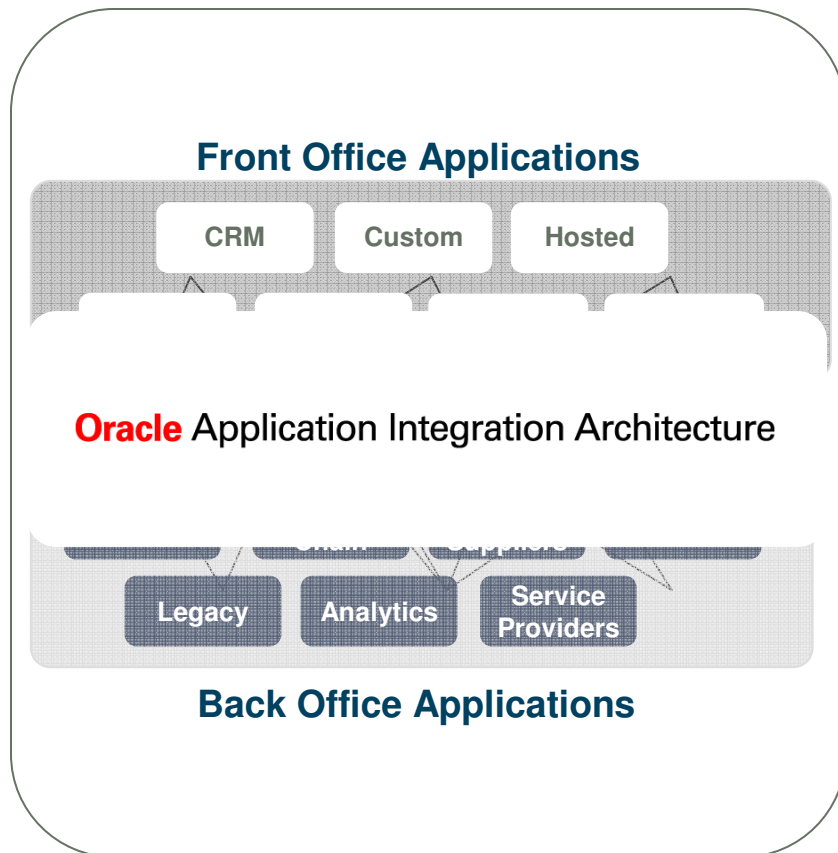 Front Office Applications
CRM Custom Hosted
Oracle Application Integration Architecture
Legacy Analytics Service
Providers
Back Office Applications